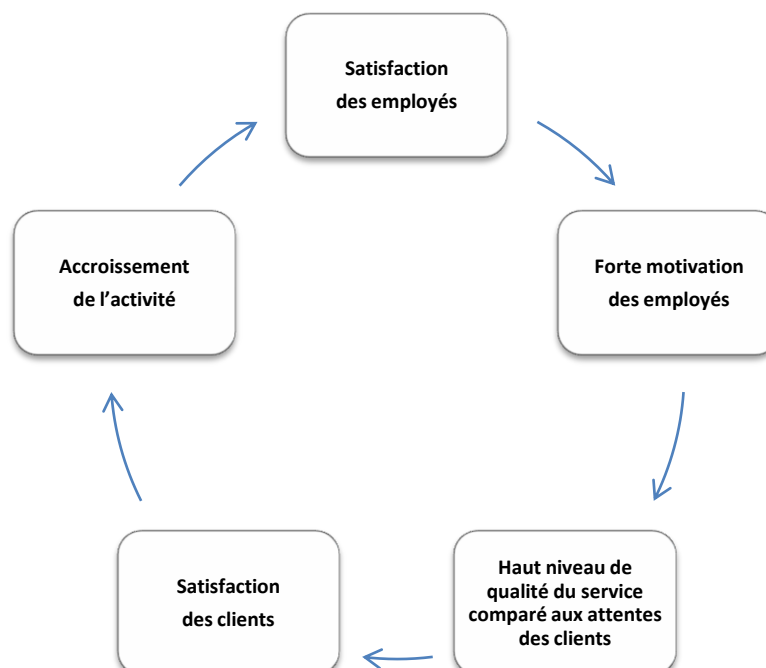 Satisfaction
des employés
Forte motivation
des employés
Haut niveau de
qualité du service
comparé aux attentes
des clients
Satisfaction
des clients
Accroissement
de l’activité